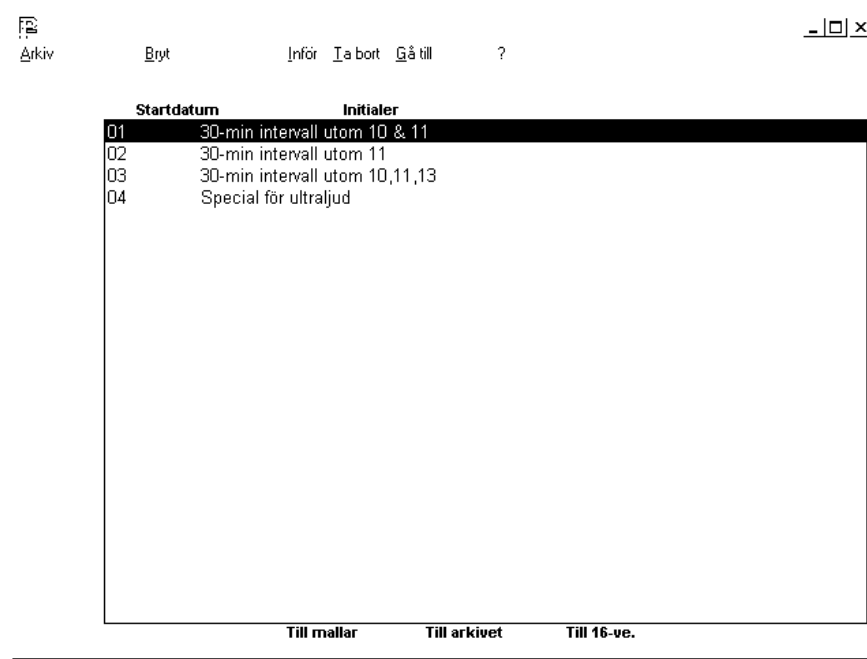 Arkiv Bryt Inför Ta bort Gå till ?
Startdatum Initialer
01 30-min intervall utom 10 & 11
02 30-min intervall utom 11
03 30-min intervall utom 10,11,13
04 Special för ultraljud
Till mallar Till arkivet Till 16-ve.